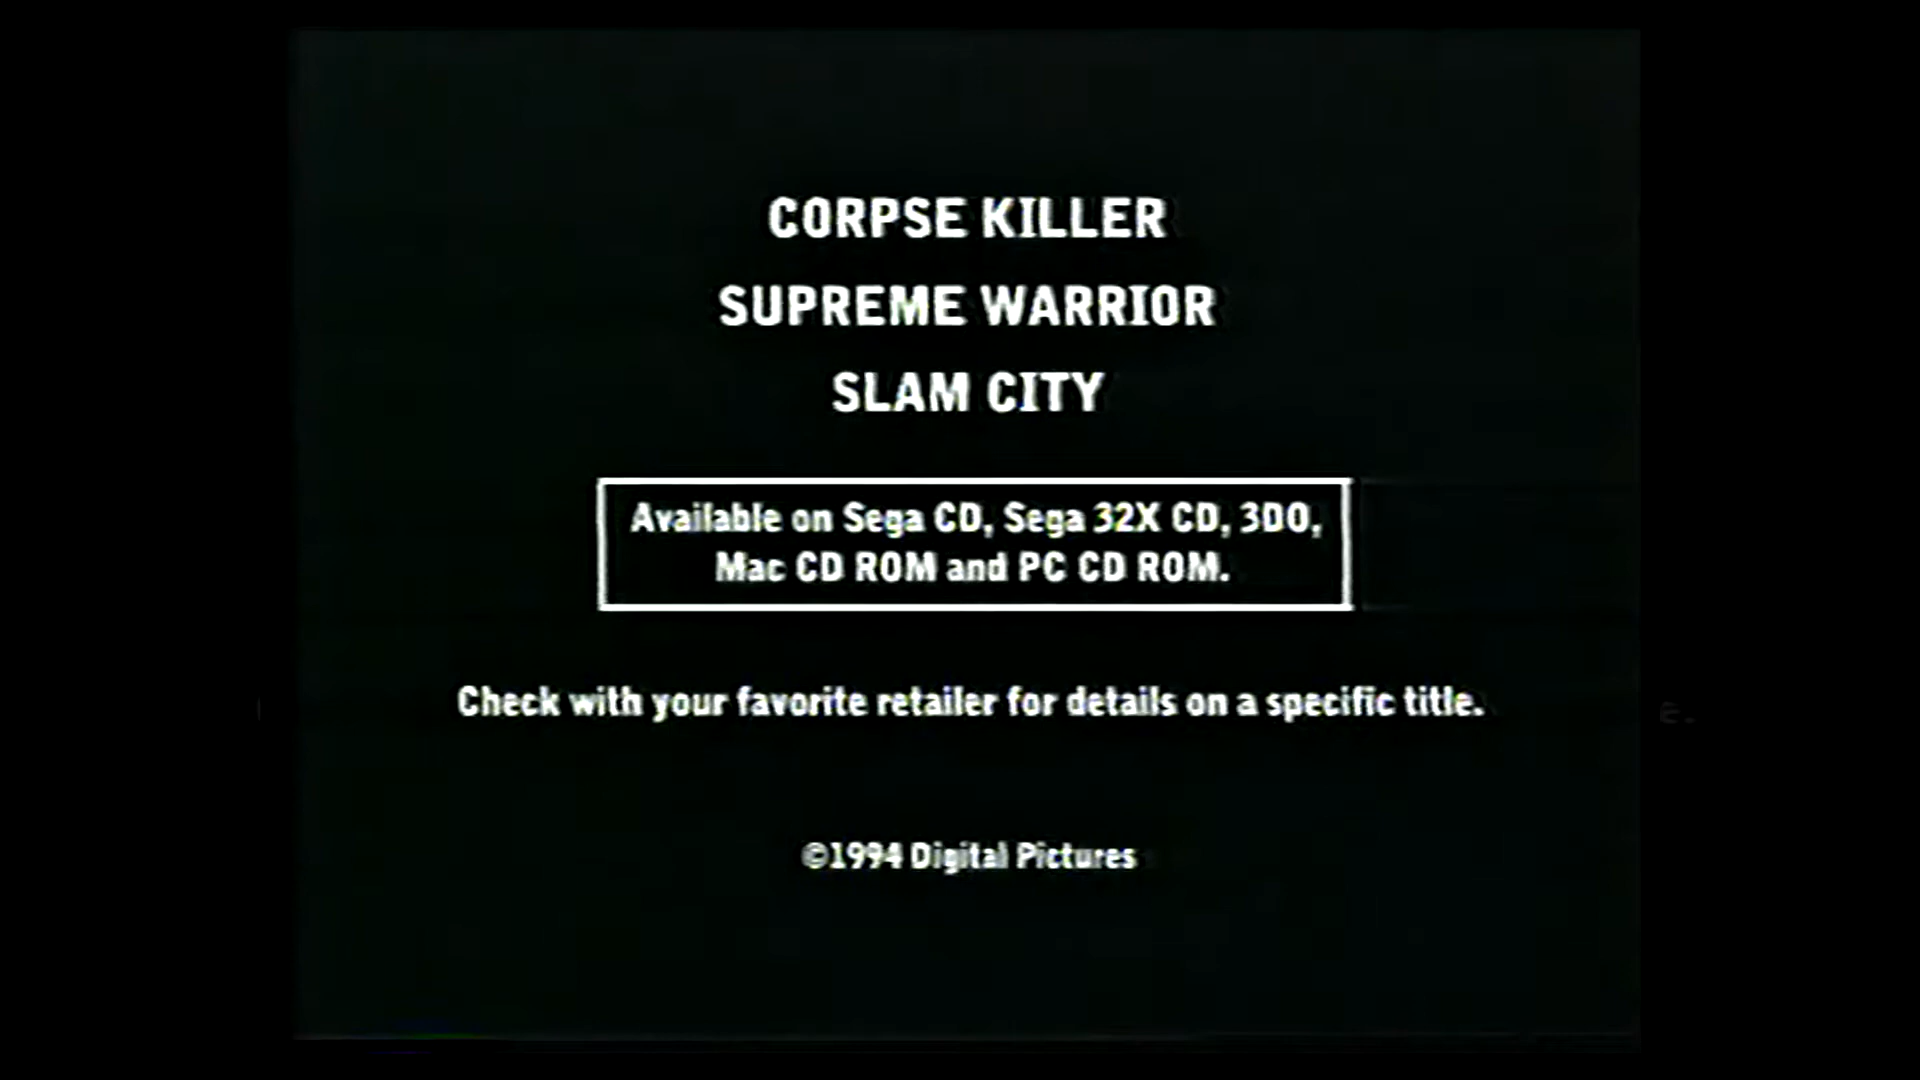 CORPSE KILLER
SUPREME WARRIOR
SLAM CITY
Available on Sega CD, Sega 32X CD, 3DO,
Mac CD ROM and PC CD ROM.
Check with your favorite retailer for details on a specific title.
©1994 Digital Pictures